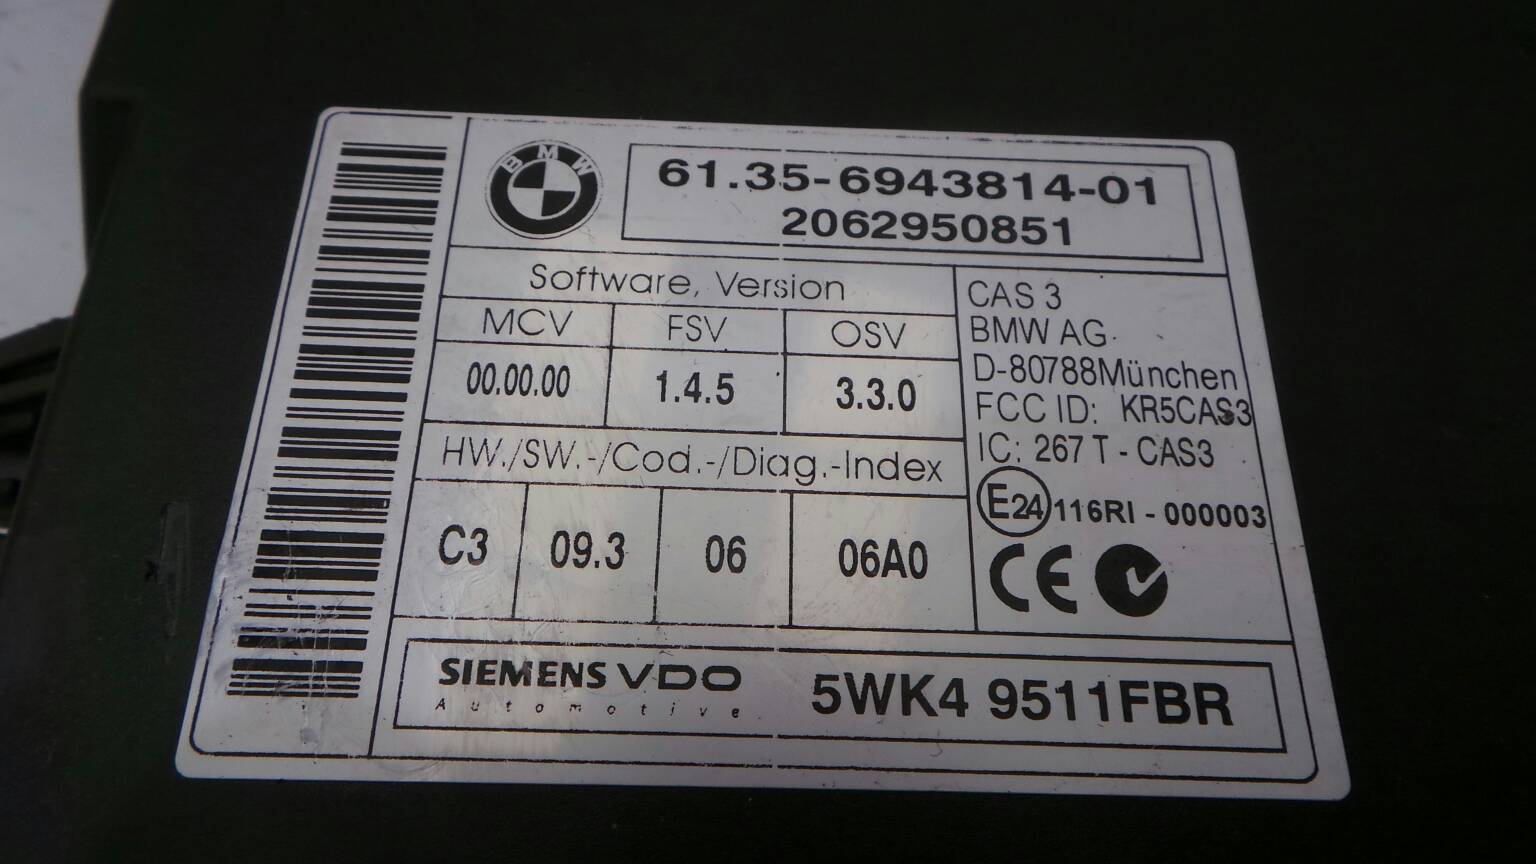 BMW
61.35-6943814-01
2062950851
Software, Version
MCV FSV OSV
00.00.00 1.4.5 3.3.0
HW./SW.-/Cod.-/Diag.-Index
C3 09.3 06 06A0
CAS 3
BMW AG
D-80788München
FCC ID: KR5CAS3
IC: 267 T - CAS3
E24 116RI - 000003
CE
SIEMENS VDO
Automotive
5WK4 9511FBR